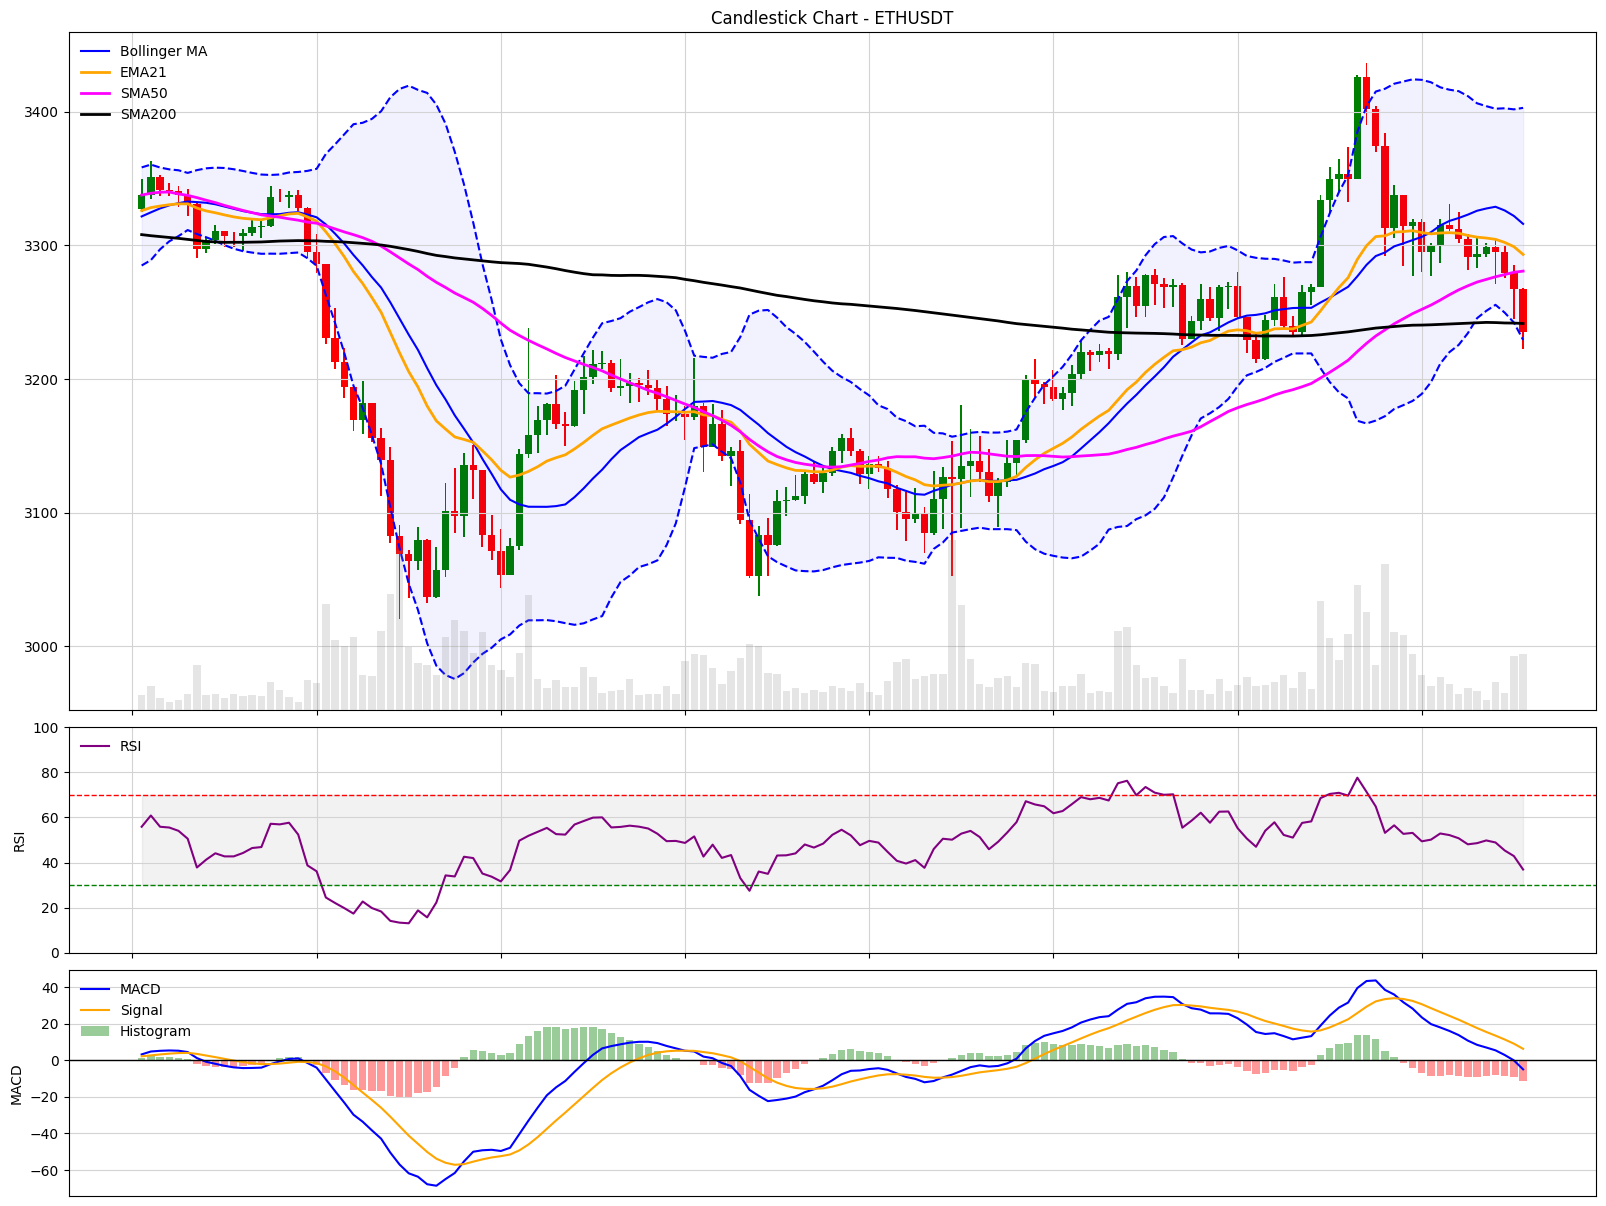 Candlestick Chart - ETHUSDT
Bollinger MA
EMA21
SMA50
SMA200
3400
3300
3200
3100
3000
100
80
60
40
20
0
RSI
RSI
40
20
0
−20
−40
−60
MACD
MACD
Signal
Histogram